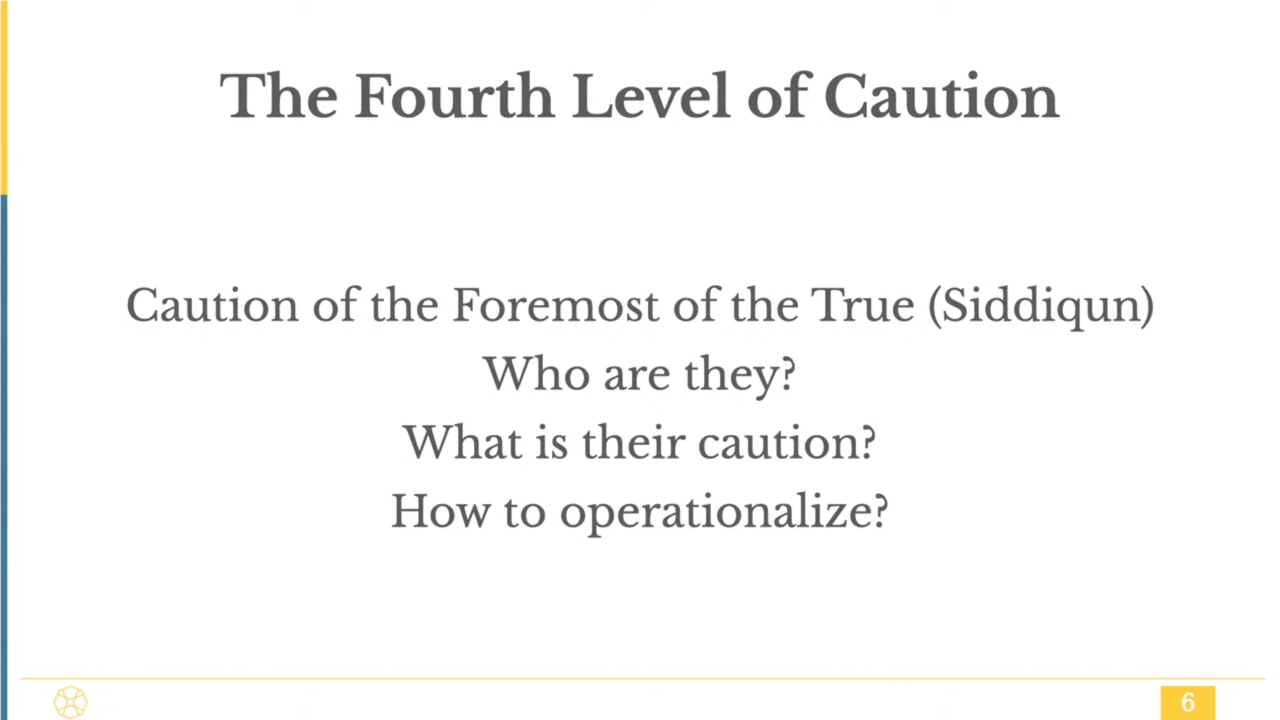 The Fourth Level of Caution
Caution of the Foremost of the True (Siddiqun)
Who are they?
What is their caution?
How to operationalize?
6